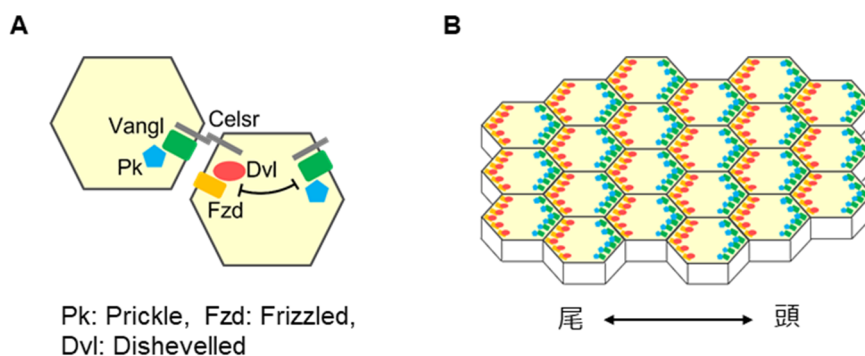 A
Vangl
Celsr
Pk
Dvl
Fzd
Pk: Prickle, Fzd: Frizzled,
Dvl: Dishevelled
B
尾
頭